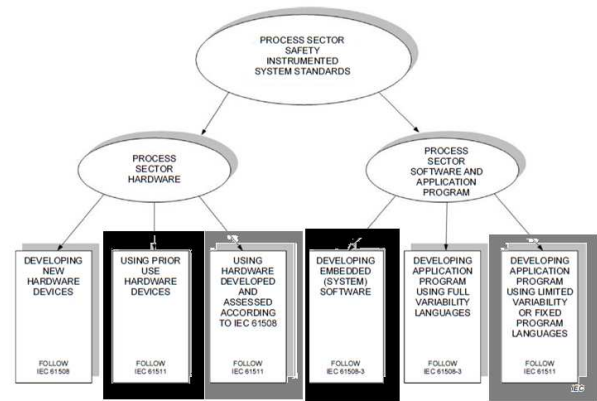 PROCESS SECTOR
SAFETY
INSTRUMENTED
SYSTEM STANDARDS
PROCESS
SECTOR
HARDWARE
PROCESS
SECTOR
SOFTWARE AND
APPLICATION
PROGRAM
DEVELOPING
NEW
HARDWARE
DEVICES
FOLLOW
IEC 61508
USING PRIOR
USE
HARDWARE
DEVICES
FOLLOW
IEC 61511
USING
HARDWARE
DEVELOPED
AND
ASSESSED
ACCORDING
TO IEC 61508
FOLLOW
IEC 61511
DEVELOPING
EMBEDDED
(SYSTEM)
SOFTWARE
FOLLOW
IEC 61508-3
DEVELOPING
APPLICATION
PROGRAM
USING FULL
VARIABILITY
LANGUAGES
FOLLOW
IEC 61508-3
DEVELOPING
APPLICATION
PROGRAM
USING LIMITED
VARIABILITY
OR FIXED
PROGRAM
LANGUAGES
FOLLOW
IEC 61511
IEC